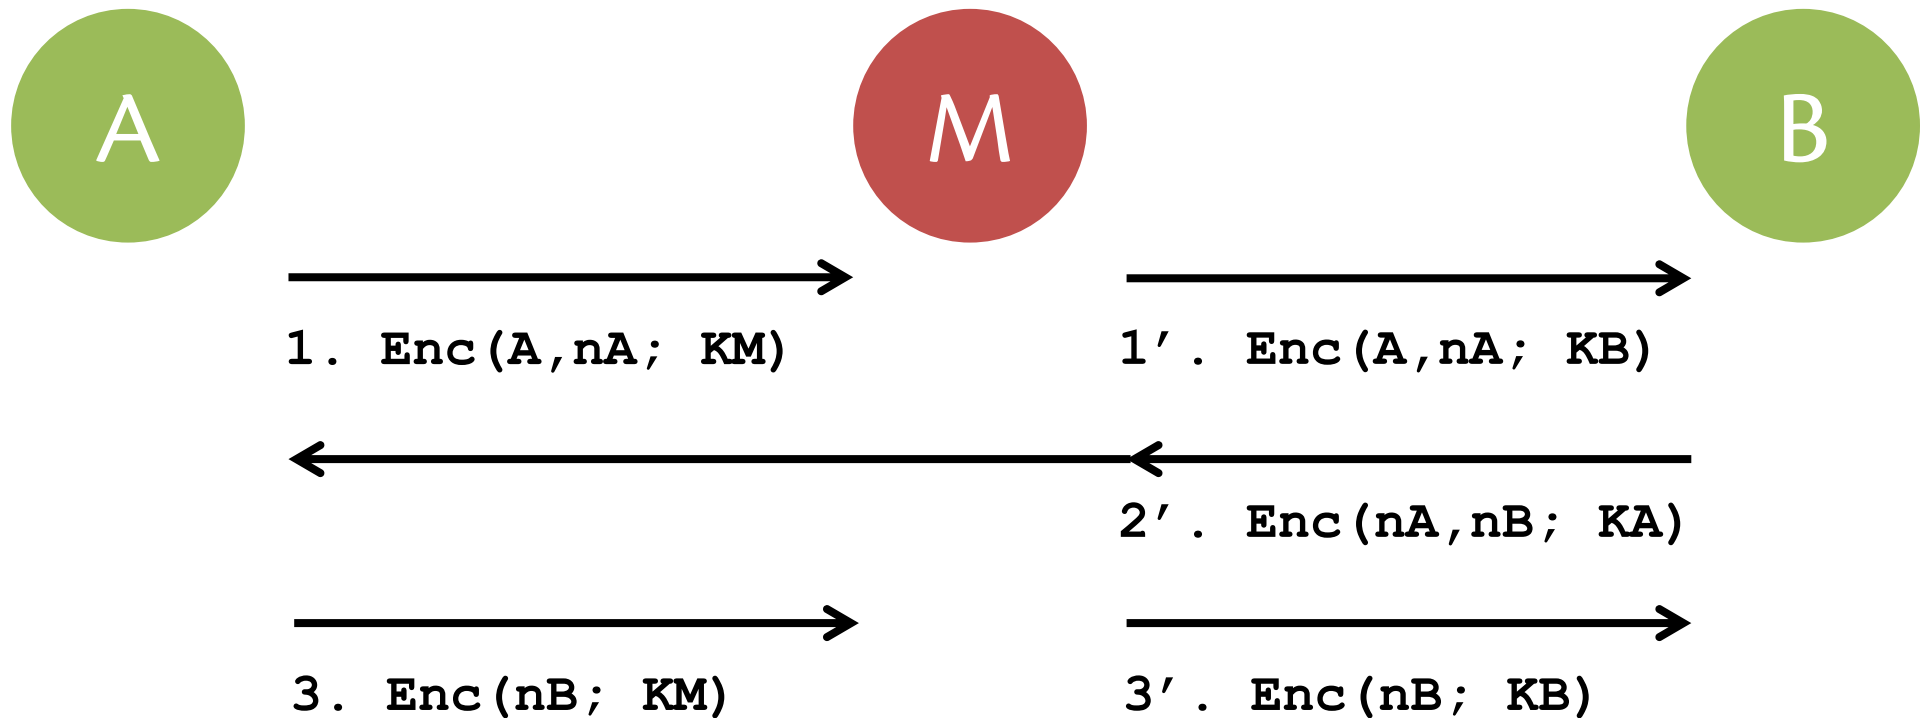 A
M
B
1. Enc(A,nA; KM)
1’. Enc(A,nA; KB)
2’. Enc(nA,nB; KA)
3. Enc(nB; KM)
3’. Enc(nB; KB)